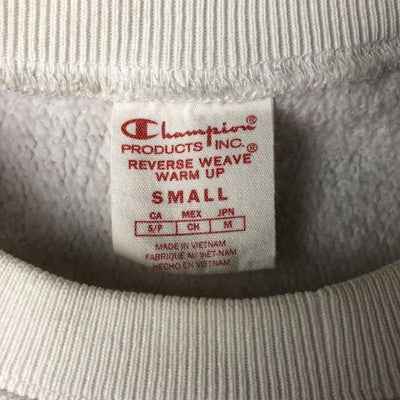 Champion®
PRODUCTS INC.®
REVERSE WEAVE
WARM UP
SMALL
CA MEX JPN
S/P CH M
MADE IN VIETNAM
FABRIQUÉ AU VIET-NAM
HECHO EN VIETNAM